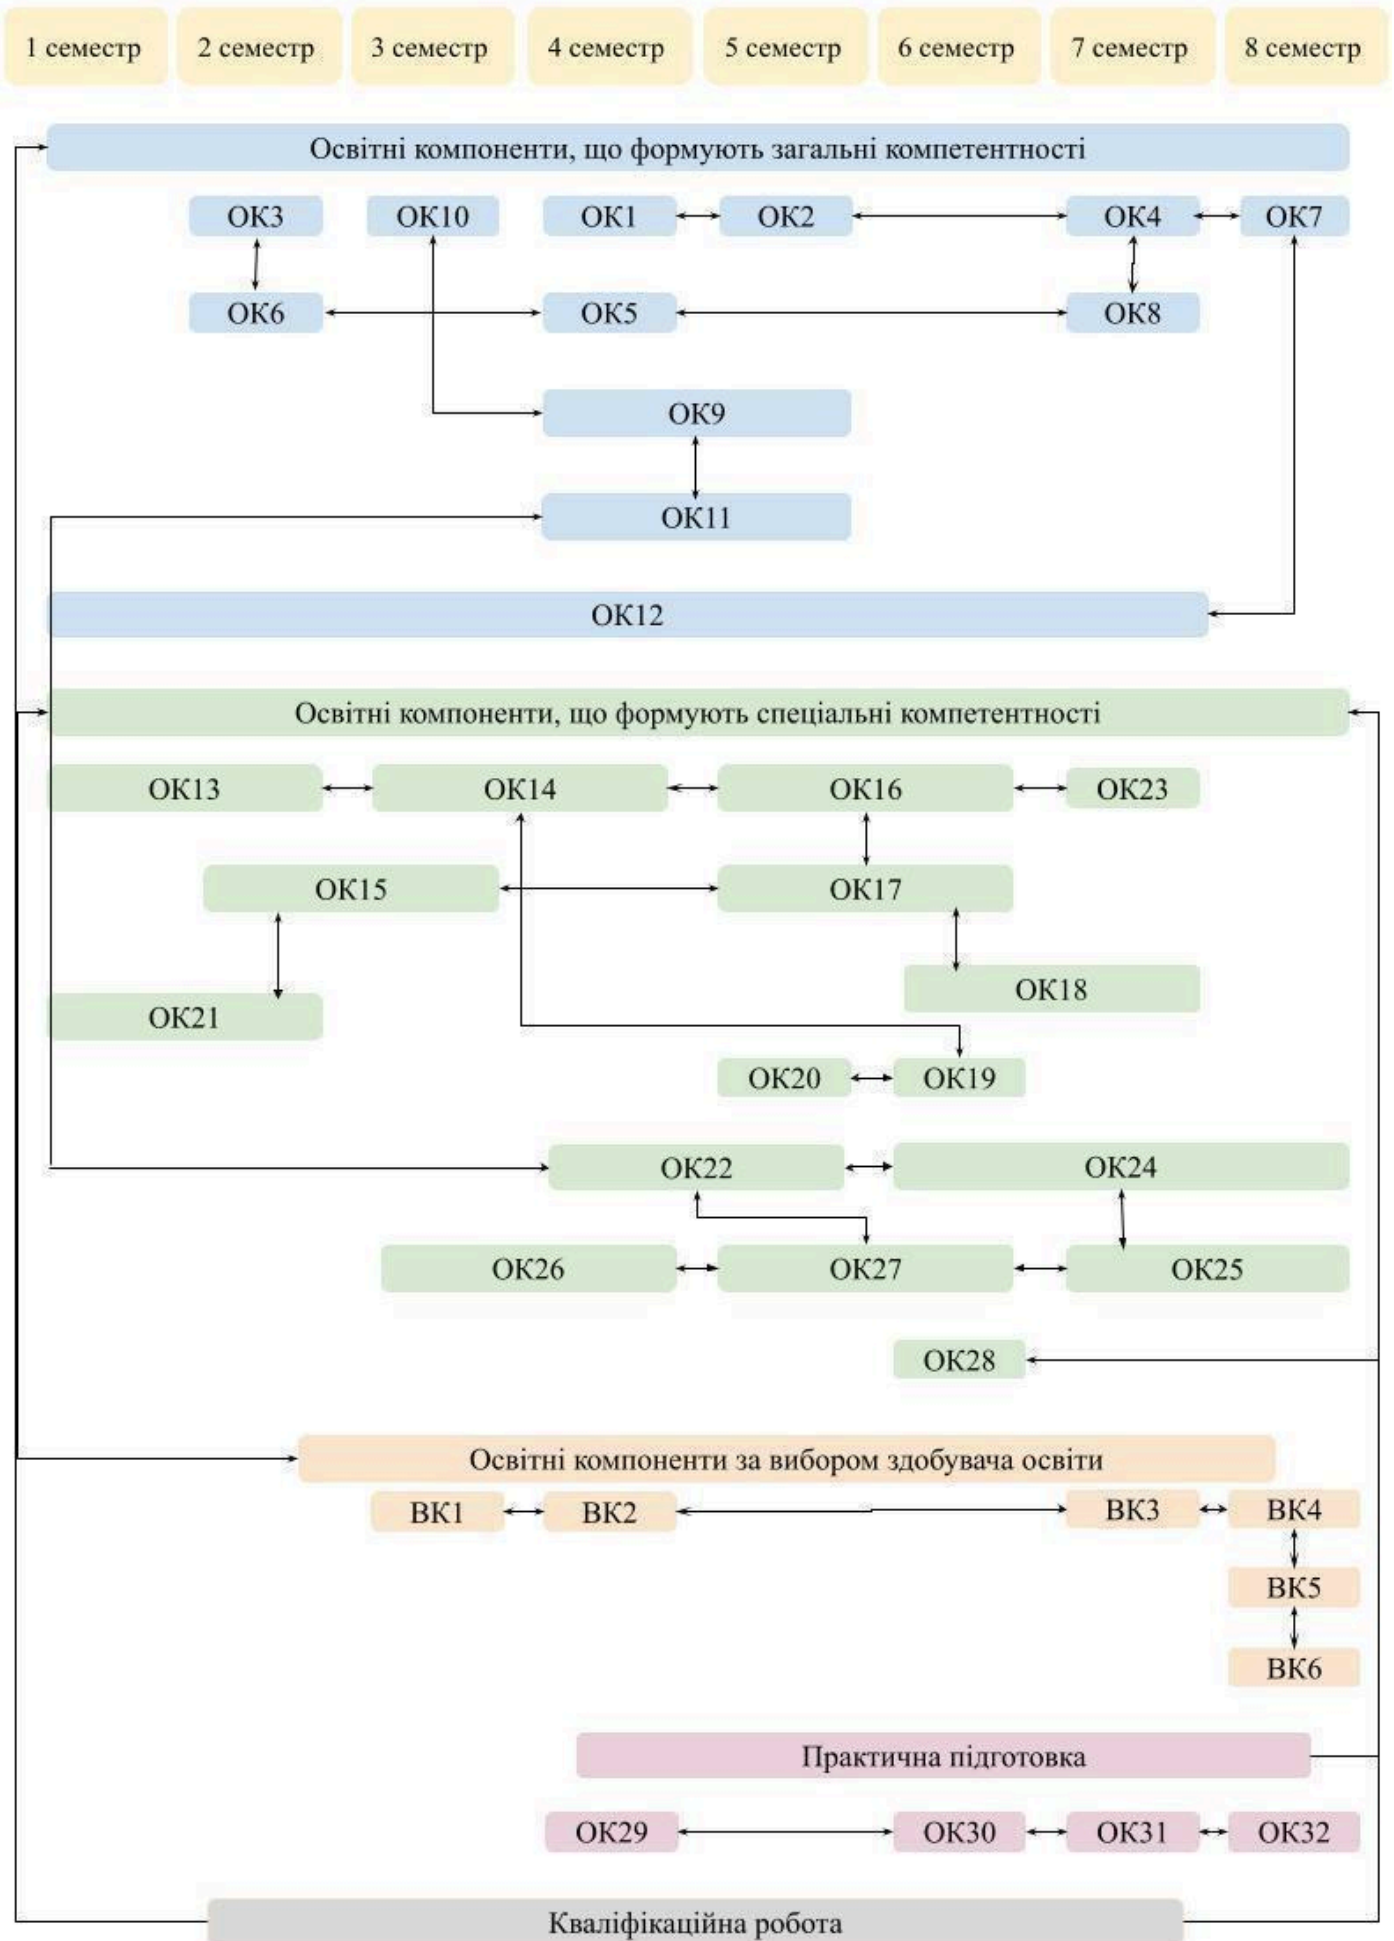 1 семестр
2 семестр
3 семестр
4 семестр
5 семестр
6 семестр
7 семестр
8 семестр
Освітні компоненти, що формують загальні компетентності
ОК3
ОК10
ОК1
ОК2
ОК4
ОК7
ОК6
ОК5
ОК8
ОК9
ОК11
ОК12
Освітні компоненти, що формують спеціальні компетентності
ОК13
ОК14
ОК16
ОК23
ОК15
ОК17
ОК18
ОК21
ОК20
ОК19
ОК22
ОК24
ОК26
ОК27
ОК25
ОК28
Освітні компоненти за вибором здобувача освіти
ВК1
ВК2
ВК3
ВК4
ВК5
ВК6
Практична підготовка
ОК29
ОК30
ОК31
ОК32
Кваліфікаційна робота